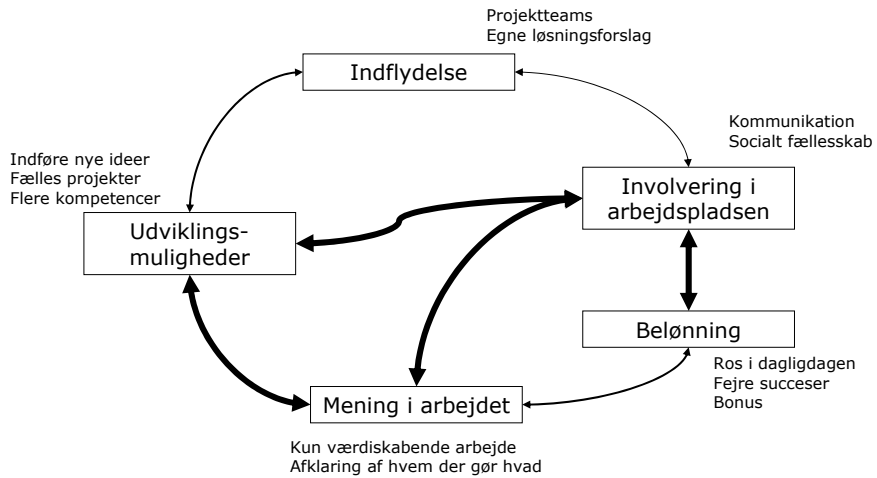 Projektteams
Egne løsningsforslag
Indflydelse
Kommunikation
Socialt fællesskab
Indføre nye ideer
Fælles projekter
Flere kompetencer
Involvering i
arbejdspladsen
Udviklings-
muligheder
Belønning
Ros i dagligdagen
Fejre succeser
Bonus
Mening i arbejdet
Kun værdiskabende arbejde
Afklaring af hvem der gør hvad